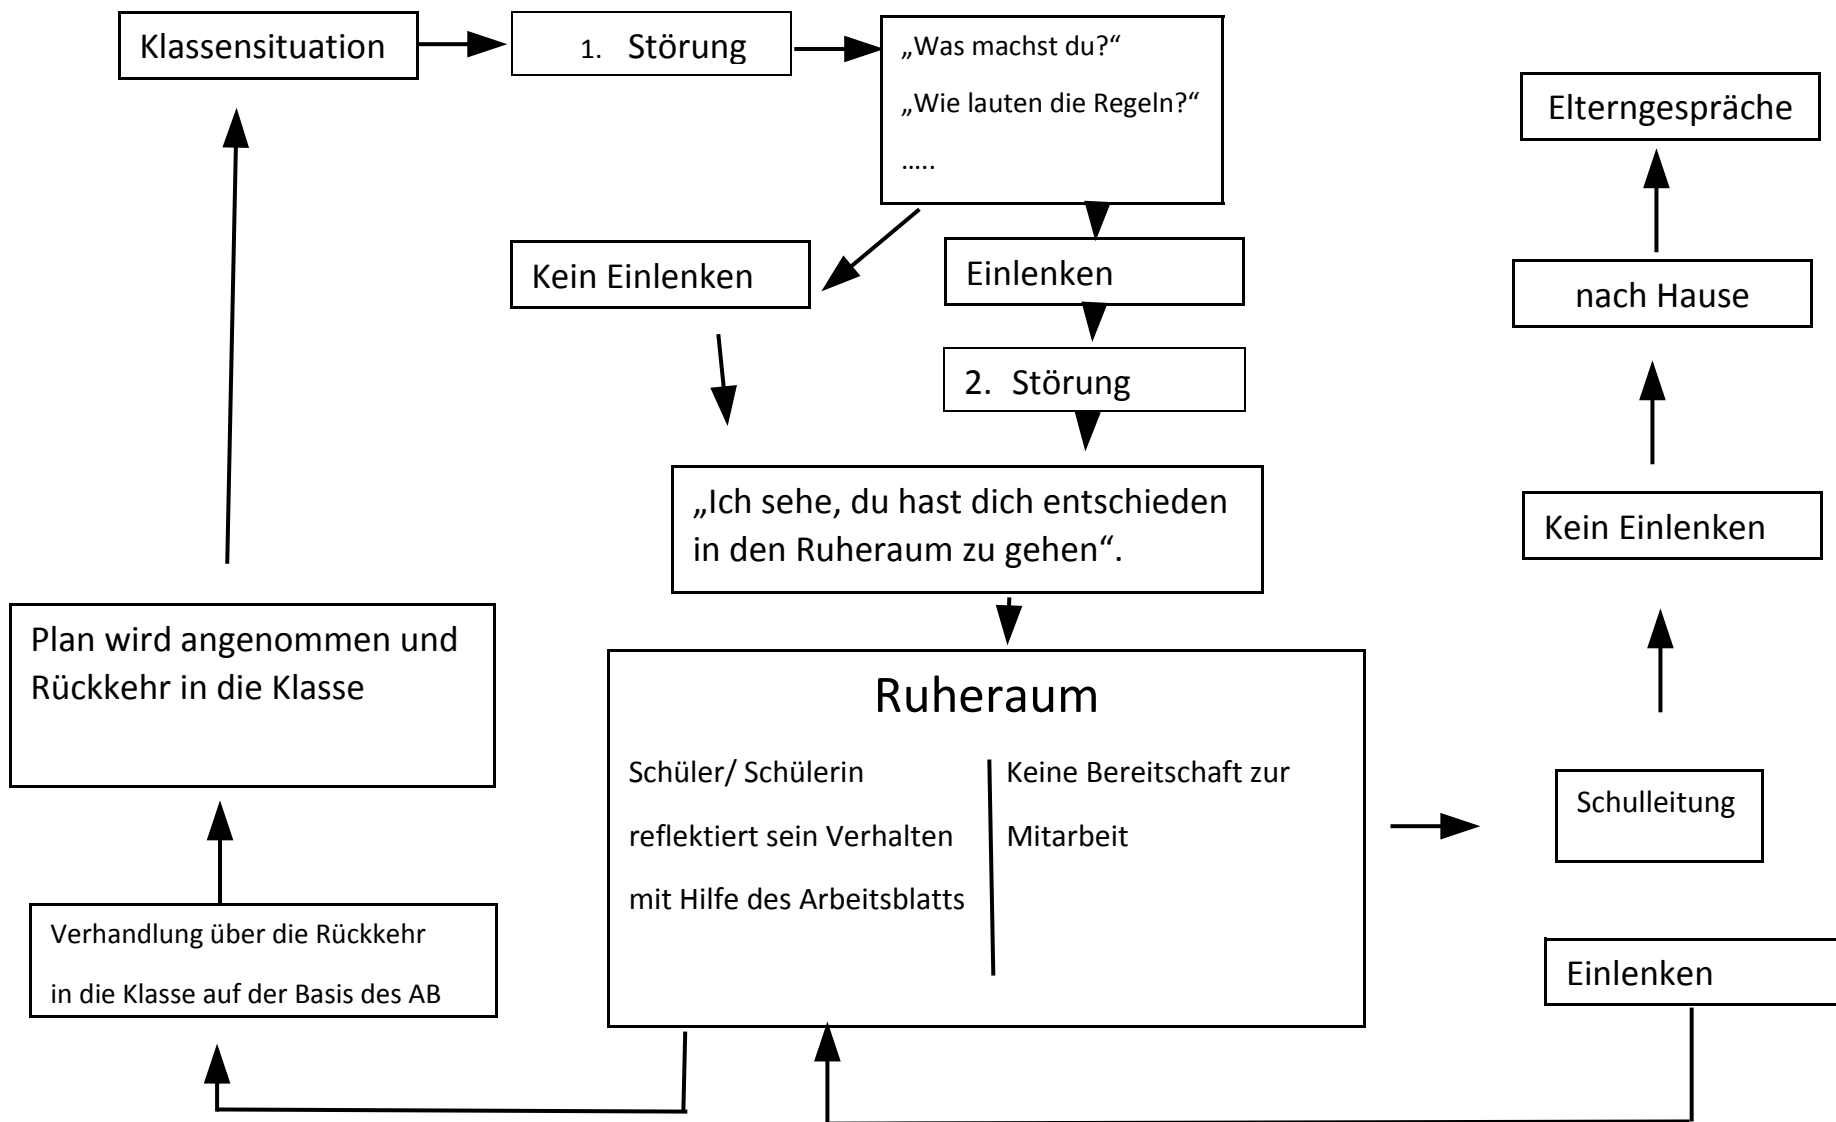 Klassensituation
1. Störung
„Was machst du?“
„Wie lauten die Regeln?“
.....
Elterngespräche
Kein Einlenken
Einlenken
nach Hause
2. Störung
„Ich sehe, du hast dich entschieden
in den Ruheraum zu gehen“.
Kein Einlenken
Plan wird angenommen und
Rückkehr in die Klasse
Ruheraum
Schüler/ Schülerin
reflektiert sein Verhalten
mit Hilfe des Arbeitsblatts
Keine Bereitschaft zur
Mitarbeit
Schulleitung
Verhandlung über die Rückkehr
in die Klasse auf der Basis des AB
Einlenken